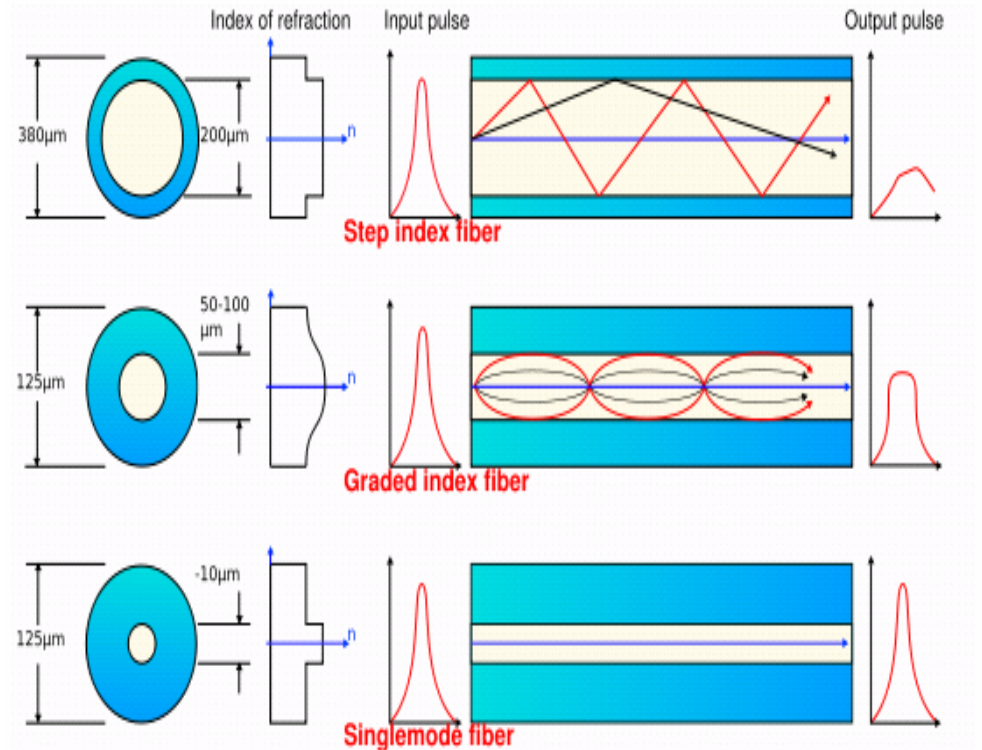 Index of refraction
Input pulse
Output pulse
380µm
200µm
n
Step index fiber
50-100
µm
125µm
n
Graded index fiber
-10µm
125µm
n
Singlemode fiber